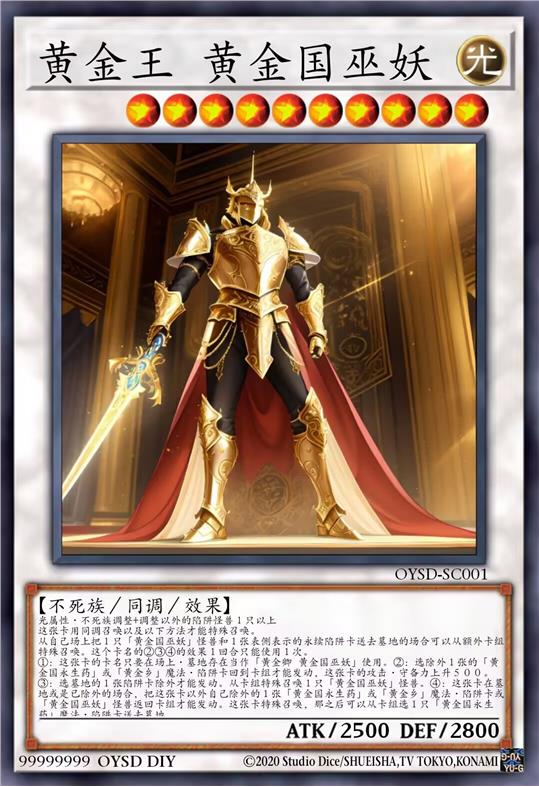 黄金王 黄金国巫妖
光
OYSD-SC001
【不死族/同调/效果】
光属性·不死族调整+调整以外的陷阱怪兽1只以上
这张卡用同调召唤以及以下方法才能特殊召唤。
从自己场上把1只「黄金国巫妖」怪兽和1张表侧表示的永续陷阱卡送去墓地的场合可以从额外卡组
特殊召唤。这个卡名的②③④的效果1回合只能使用1次。
①：这张卡的卡名只要在场上·墓地存在当作「黄金卿 黄金国巫妖」使用。②：选除外1张的「黄
金国永生药」或「黄金乡」魔法·陷阱卡回到卡组才能发动，这张卡的攻击·守备力上升500。
③：选墓地的1张陷阱卡除外才能发动。从卡组特殊召唤1只「黄金国巫妖」怪兽。④：这张卡在墓
地或是已除外的场合，把这张卡以外自己除外的1张「黄金国永生药」或「黄金乡」魔法·陷阱卡或
「黄金国巫妖」怪兽返回卡组才能发动。这张卡特殊召唤，那之后可以从卡组选1只「黄金国永生
药」魔法·陷阱卡送去墓地
ATK/2500 DEF/2800
99999999 OYSD DIY
©2020 Studio Dice/SHUEISHA,TV TOKYO,KONAMI